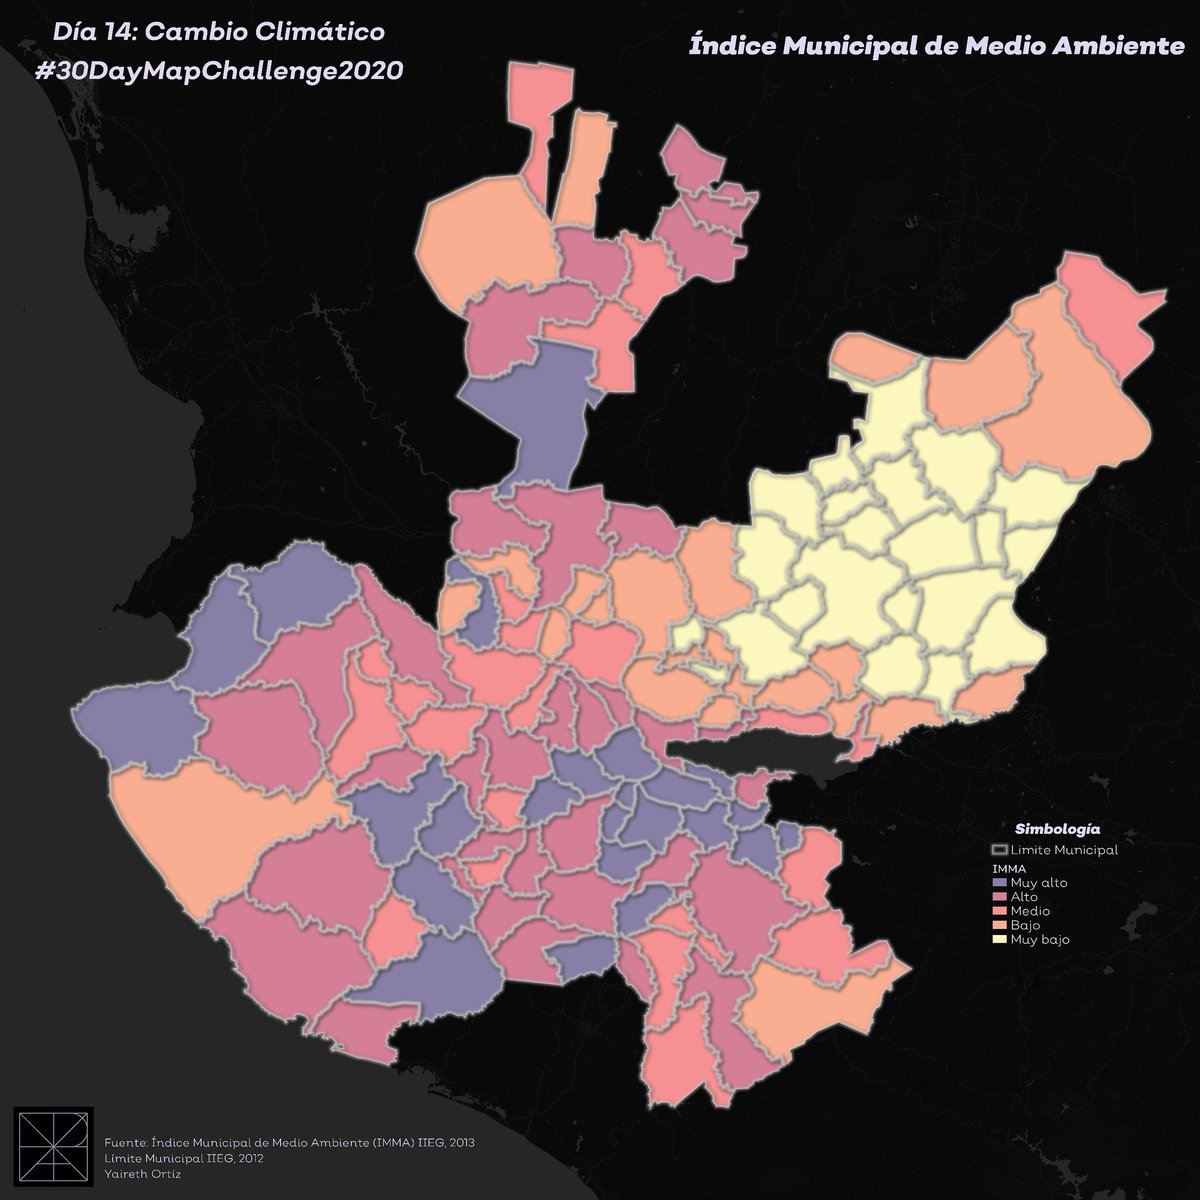 Día 14: Cambio Climático
#30DayMapChallenge2020
Índice Municipal de Medio Ambiente
Simbología
Limite Municipal
IMMA
Muy alto
Alto
Medio
Bajo
Muy bajo
Fuente: Índice Municipal de Medio Ambiente (IMMA) IIEG, 2013
Límite Municipal IIEG, 2012
Yaireth Ortíz